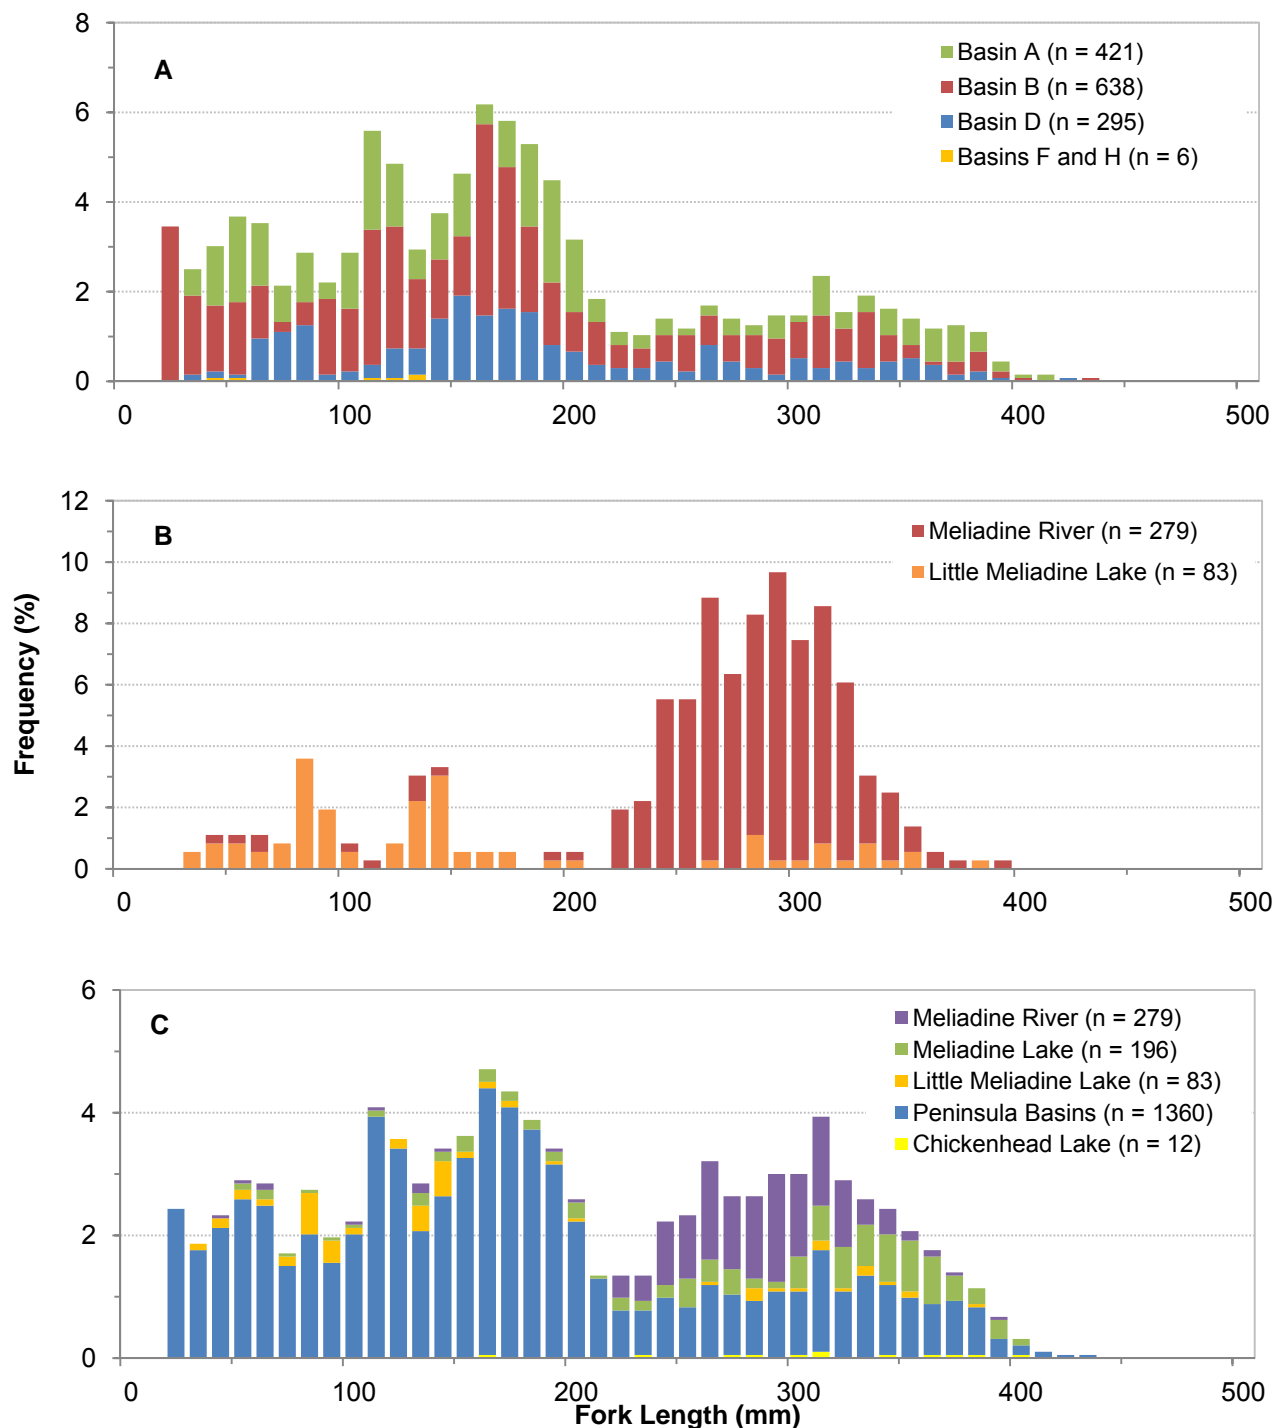 8
6
4
2
0
A
Basin A (n = 421)
Basin B (n = 638)
Basin D (n = 295)
Basins F and H (n = 6)
0 100 200 300 400 500
Frequency (%)
12
10
8
6
4
2
0
B
Meliadine River (n = 279)
Little Meliadine Lake (n = 83)
0 100 200 300 400 500
6
4
2
0
C
Meliadine River (n = 279)
Meliadine Lake (n = 196)
Little Meliadine Lake (n = 83)
Peninsula Basins (n = 1360)
Chickenhead Lake (n = 12)
0 100 200 300 400 500
Fork Length (mm)